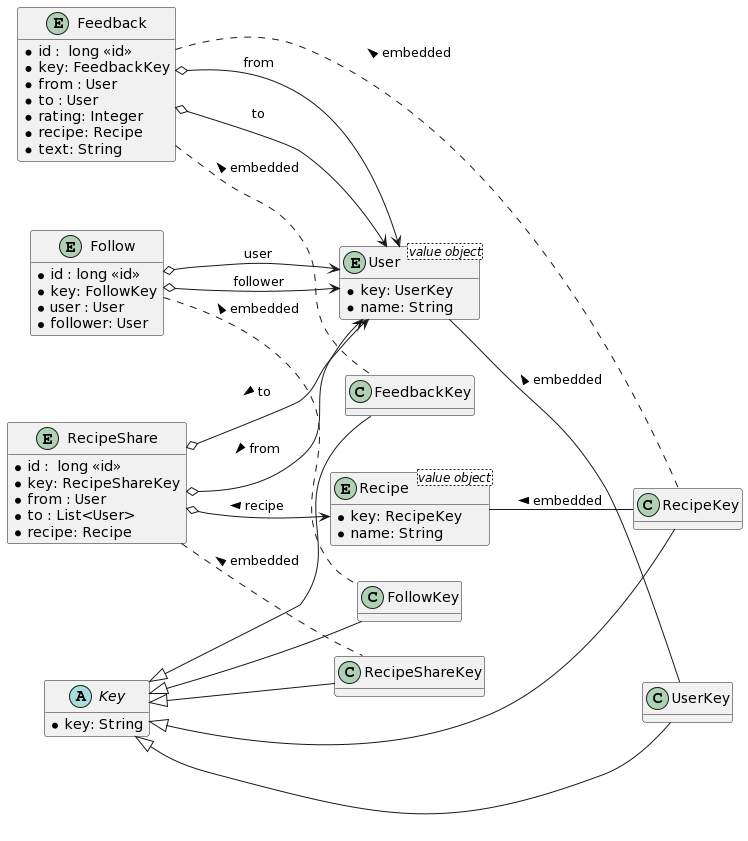 E Feedback
id :  long «id»
key: FeedbackKey
from : User
to : User
rating: Integer
recipe: Recipe
text: String
embedded
from
to
embedded
E Follow
id : long «id»
key: FollowKey
user : User
follower: User
user
follower
embedded
E User
value object
key: UserKey
name: String
embedded
to
from
C FeedbackKey
E RecipeShare
id :  long «id»
key: RecipeShareKey
from : User
to : List<User>
recipe: Recipe
recipe
embedded
E Recipe
value object
key: RecipeKey
name: String
embedded
C RecipeKey
C FollowKey
C RecipeShareKey
C UserKey
A Key
key: String